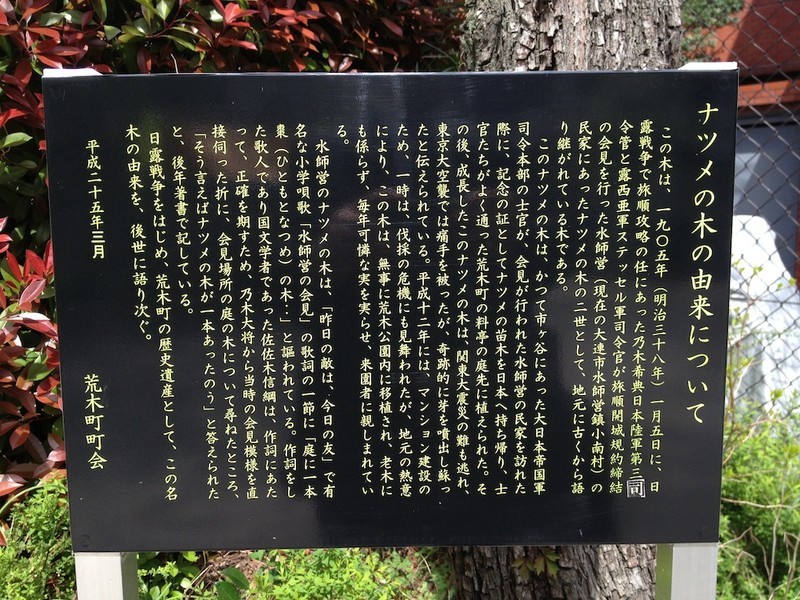 ナツメの木の由来について
この木は、一九〇五年（明治三十八年）一月五日に、日
露戦争で旅順攻略の任にあった乃木希典日本陸軍第三司
令官と露西亜軍ステッセル軍司令官が旅順開城規約締結
の会見を行った水師営（現在の大連市水師営鎮小南村）の
民家にあったナツメの木の二世として、地元に古くから語
り継がれている木である。
このナツメの木は、かつて市ヶ谷にあった大日本帝国軍
司令本部の士官が、会見が行われた水師営の民家を訪れた
際に、記念の証としてナツメの苗木を日本へ持ち帰り、士
官たちがよく通った荒木町の料亭の庭先に植えられた。そ
の後、成長したこのナツメの木は、関東大震災の難も逃れ、
東京大空襲では痛手を被ったが、奇跡的に芽を噴出し蘇っ
たと伝えられている。平成十二年には、マンション建設の
ため、一時は、伐採の危機にも見舞われたが、地元の熱意
により、この木は、無事に荒木公園内に移植され、老木に
も係らず、毎年可憐な実を実らせ、来園者に親しまれてい
る。
水師営のナツメの木は、「昨日の敵は、今日の友」で有
名な小学唄歌「水師営の会見」の歌詞の一節に「庭に一本
棗（ひともとなつめ）の木‥」と謳われている。作詞をし
た歌人であり国文学者であった佐佐木信綱は、作詞にあた
って、正確を期すため、乃木大将から当時の会見模様を直
接伺った折に、会見場所の庭の木について尋ねたところ、
「そう言えばナツメの木が一本あったのう」と答えられた
と、後年著書で記している。
日露戦争をはじめ、荒木町の歴史遺産として、この名
木の由来を、後世に語り次ぐ。
平成二十五年三月
荒木町町会